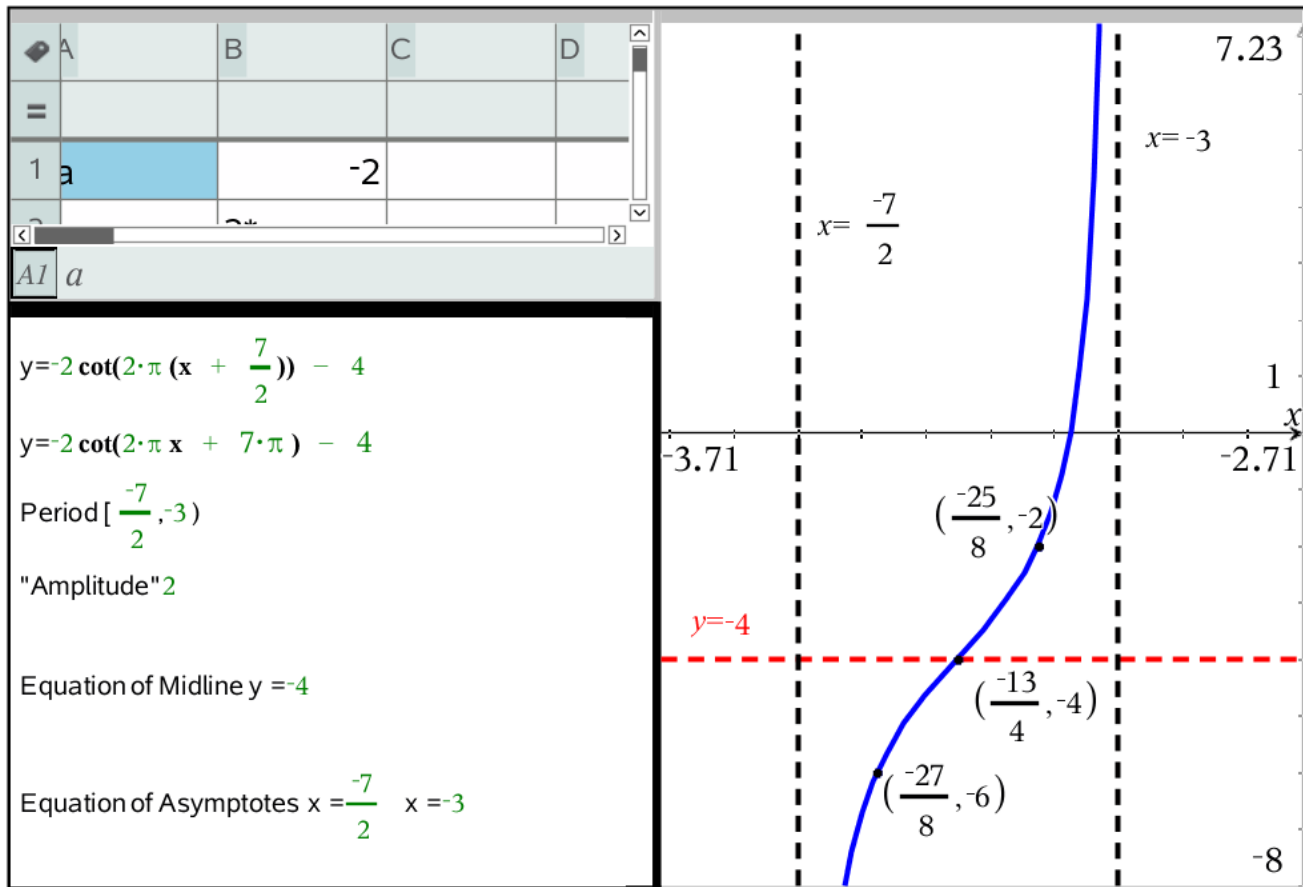 A B C D
=
1 a -2
A1 a
y=-2 cot(2·π (x + 7/2)) - 4
y=-2 cot(2·π x + 7·π ) - 4
Period [ -7/2 ,-3 )
"Amplitude" 2
Equation of Midline y =-4
Equation of Asymptotes x =-7/2 x =-3
7.23
x= -3
x= -7/2
1
x
-3.71
-2.71
(-25/8 , -2)
y=-4
(-13/4 , -4)
(-27/8 , -6)
-8